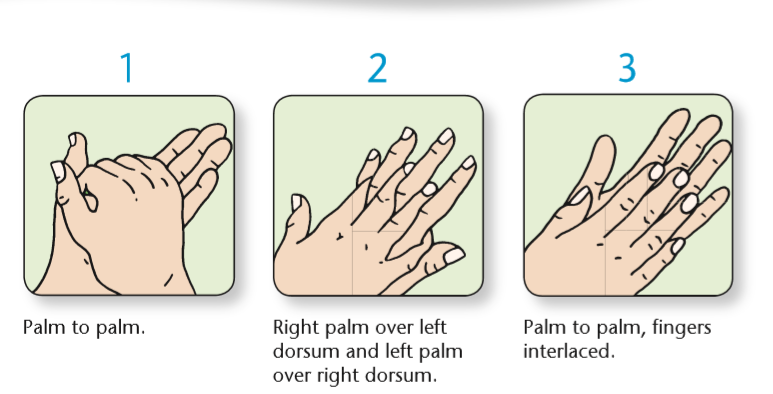 1
2
3
Palm to palm.
Right palm over left
dorsum and left palm
over right dorsum.
Palm to palm, fingers
interlaced.